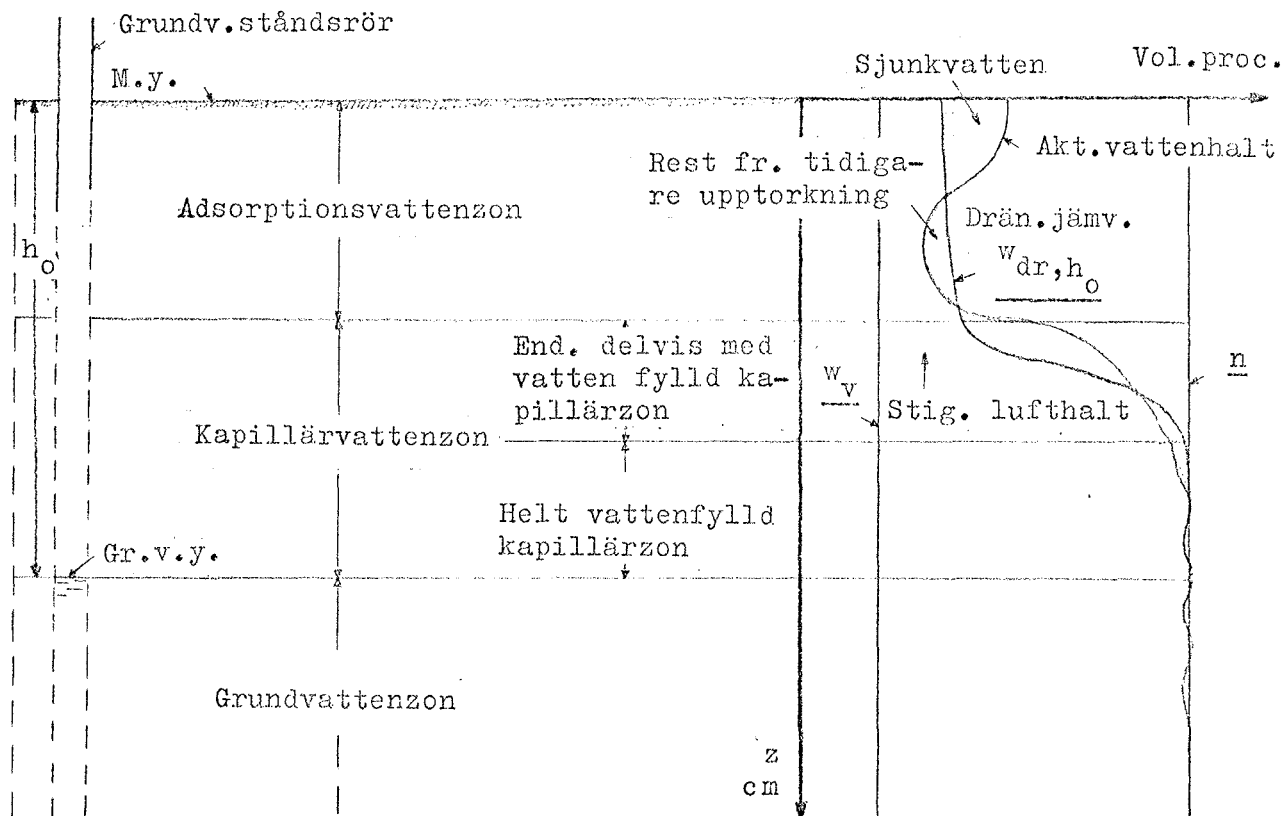 Grundv.ståndsrör
M.y.
Sjunkvatten
Vol.proc.
Akt.vattenhalt
Rest fr. tidiga-
re upptorkning
Adsorptionsvattenzon
Drän.jämv.
w dr,h o
h o
End. delvis med
vatten fylld ka-
pillärzon
w v
Stig. lufthalt
n
Kapillärvattenzon
Helt vattenfylld
kapillärzon
Gr.v.y.
Grundvattenzon
z
cm